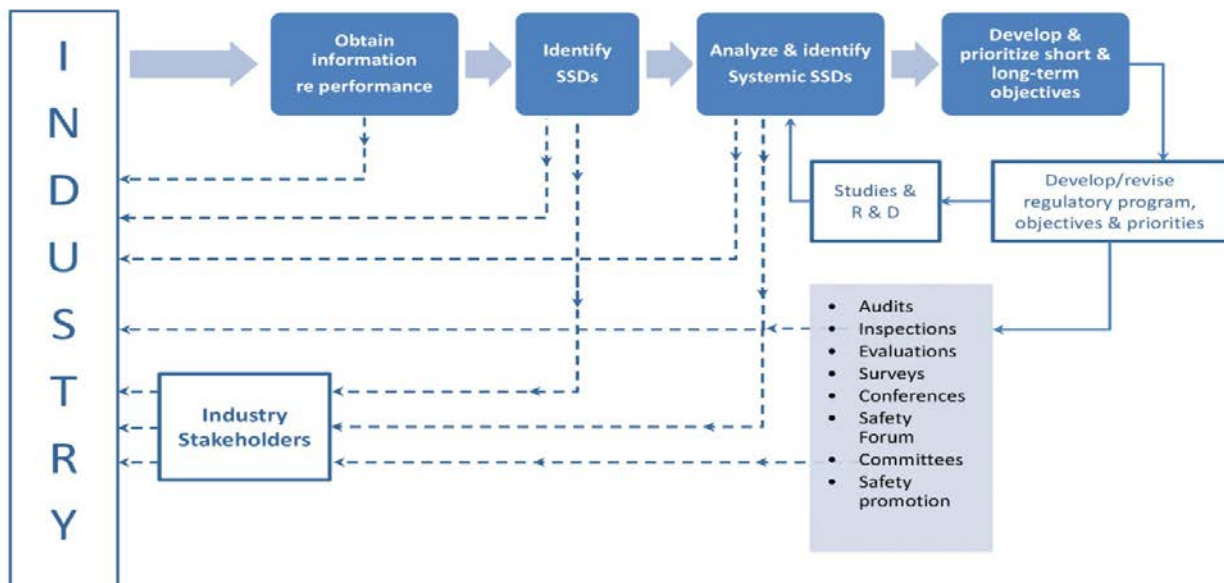 INDUSTRY
Obtain
information
re performance
Identify
SSDs
Analyze & identify
Systemic SSDs
Develop &
prioritize short &
long-term
objectives
Studies &
R & D
Develop/revise
regulatory program,
objectives & priorities
• Audits
• Inspections
• Evaluations
• Surveys
• Conferences
• Safety
Forum
• Committees
• Safety
promotion
Industry
Stakeholders